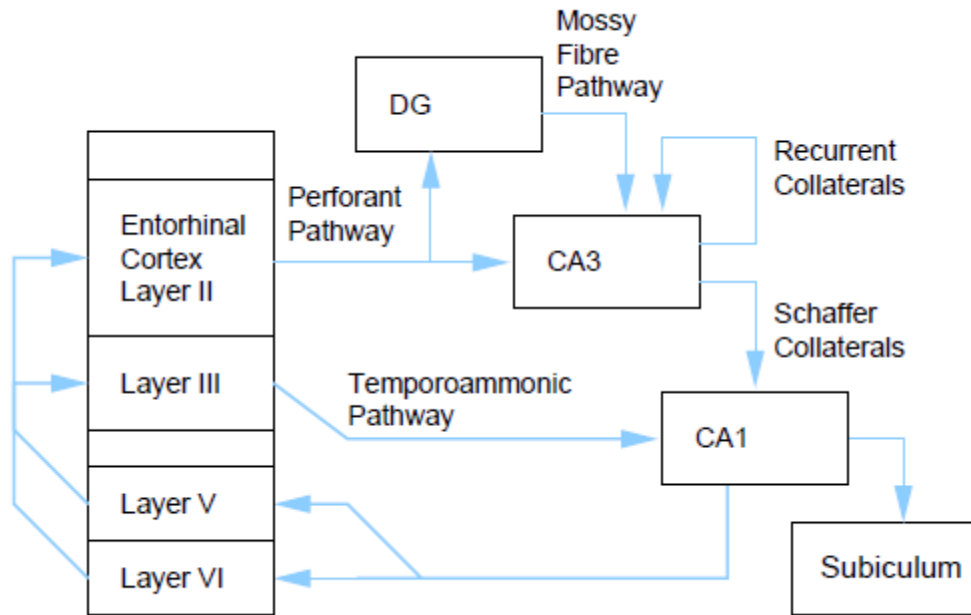 Mossy
Fibre
Pathway
DG
Recurrent
Collaterals
Perforant
Pathway
Entorhinal
Cortex
Layer II
CA3
Schaffer
Collaterals
Layer III
Temporoammonic
Pathway
CA1
Layer V
Layer VI
Subiculum